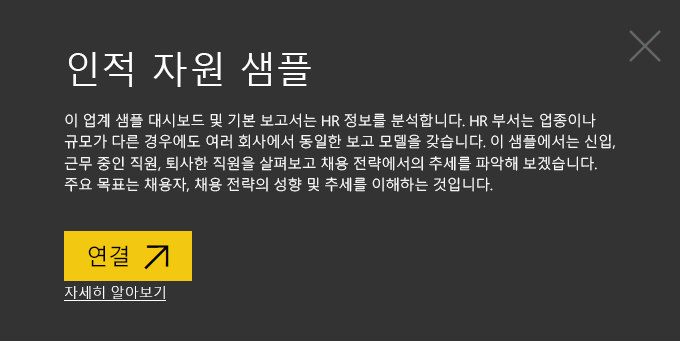 인적 자원 샘플
이 업계 샘플 대시보드 및 기본 보고서는 HR 정보를 분석합니다. HR 부서는 업종이나
규모가 다른 경우에도 여러 회사에서 동일한 보고 모델을 갖습니다. 이 샘플에서는 신입,
근무 중인 직원, 퇴사한 직원을 살펴보고 채용 전략에서의 추세를 파악해 보겠습니다.
주요 목표는 채용자, 채용 전략의 성향 및 추세를 이해하는 것입니다.
연결
자세히 알아보기